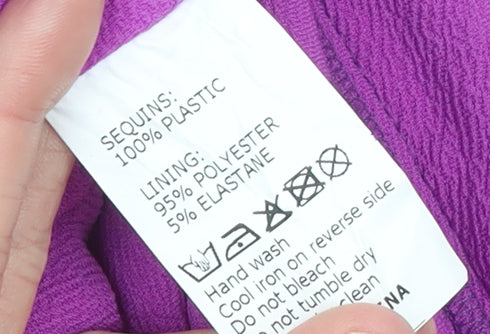 SEQUINS:
100% PLASTIC
LINING:
95% POLYESTER
5% ELASTANE
Hand wash
Cool iron on reverse side
Do not bleach
not tumble dry
clean